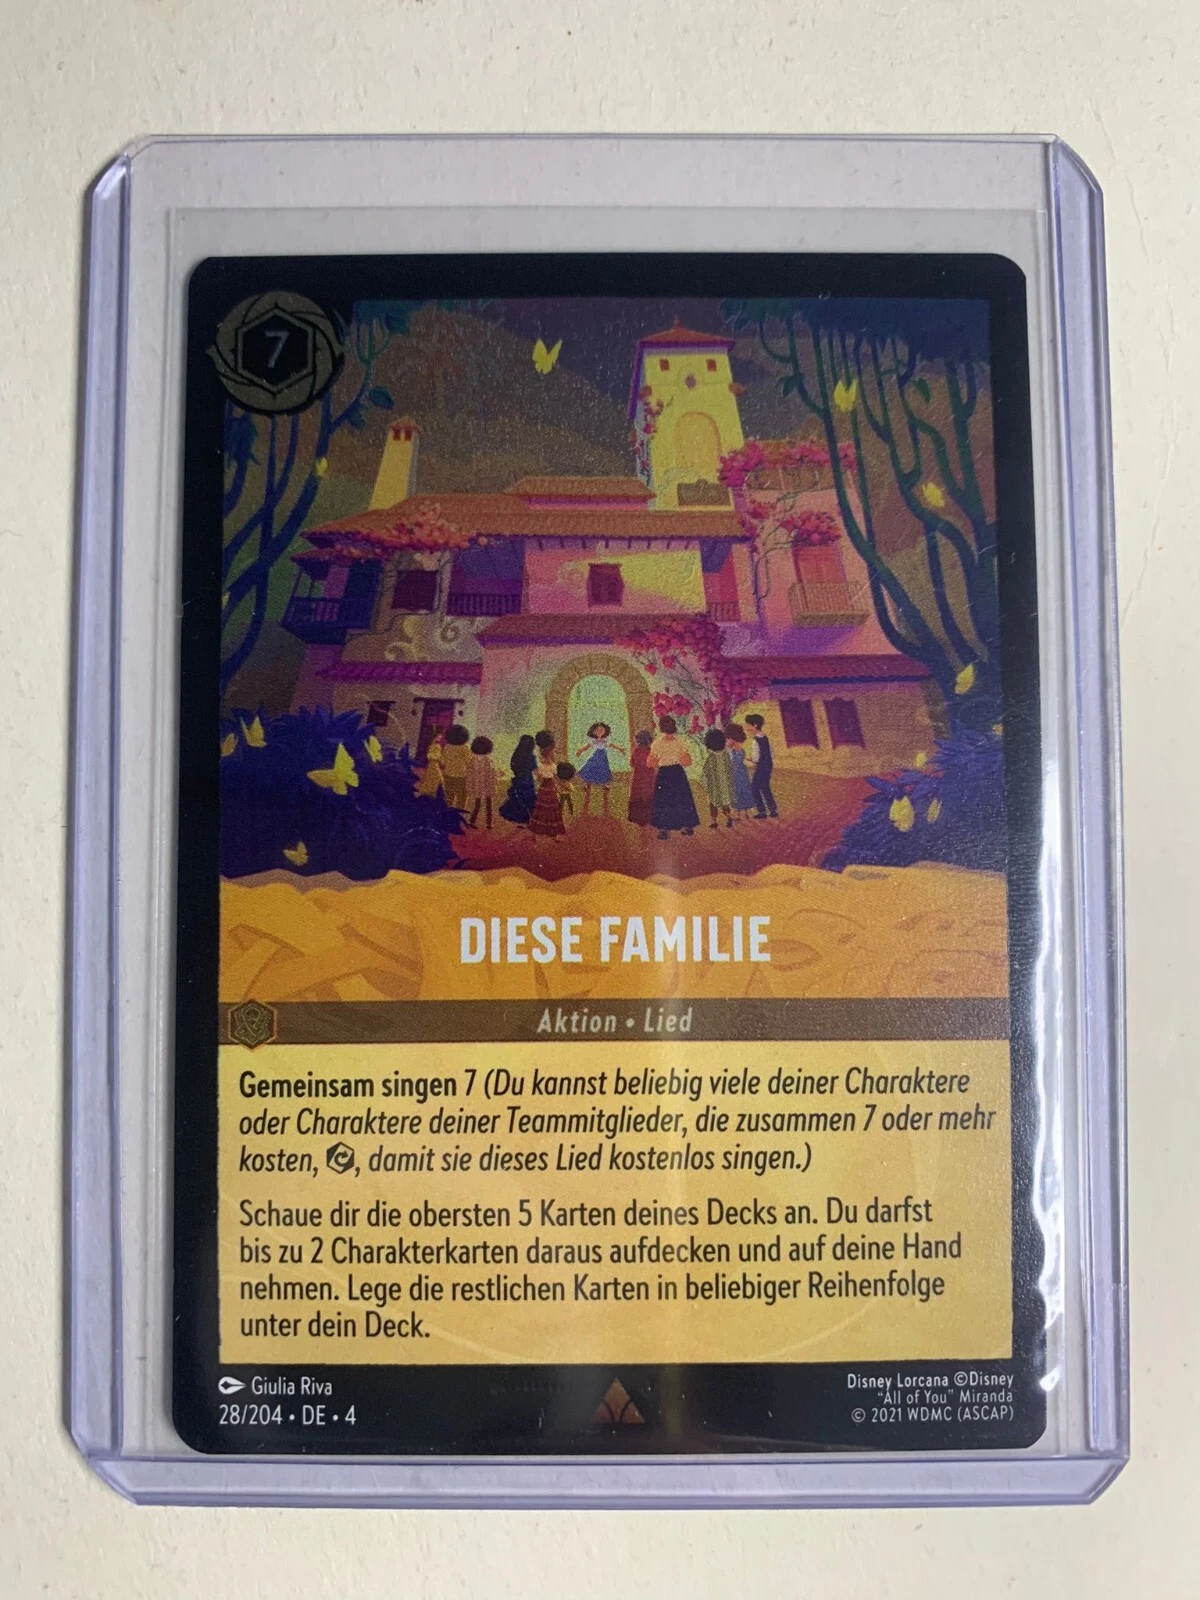 7
DIESE FAMILIE
Aktion • Lied
Gemeinsam singen 7 (Du kannst beliebig viele deiner Charaktere
oder Charaktere deiner Teammitglieder, die zusammen 7 oder mehr
kosten, , damit sie dieses Lied kostenlos singen.)
Schaue dir die obersten 5 Karten deines Decks an. Du darfst
bis zu 2 Charakterkarten daraus aufdecken und auf deine Hand
nehmen. Lege die restlichen Karten in beliebiger Reihenfolge
unter dein Deck.
Giulia Riva
28/204 • DE • 4
Disney Lorcana ©Disney
“All of You” Miranda
© 2021 WDMC (ASCAP)